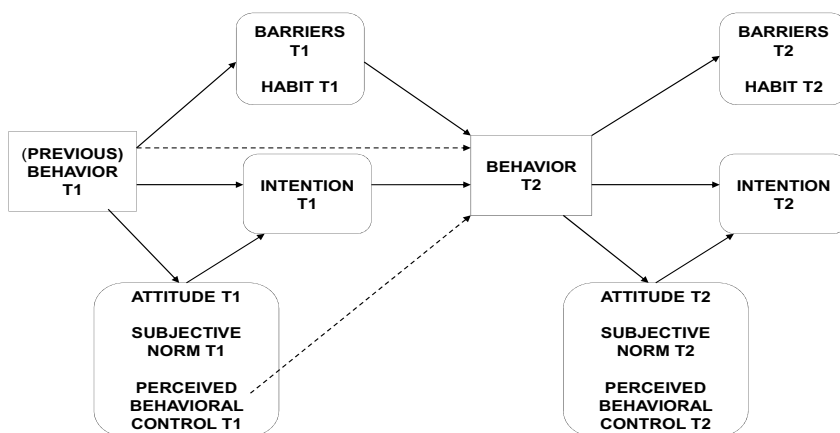 BARRIERS
T1
HABIT T1
BARRIERS
T2
HABIT T2
(PREVIOUS)
BEHAVIOR
T1
INTENTION
T1
BEHAVIOR
T2
INTENTION
T2
ATTITUDE T1
SUBJECTIVE
NORM T1
PERCEIVED
BEHAVIORAL
CONTROL T1
ATTITUDE T2
SUBJECTIVE
NORM T2
PERCEIVED
BEHAVIORAL
CONTROL T2